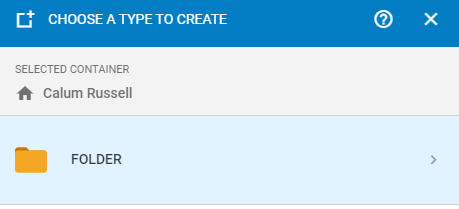 CHOOSE A TYPE TO CREATE
SELECTED CONTAINER
Calum Russell
FOLDER